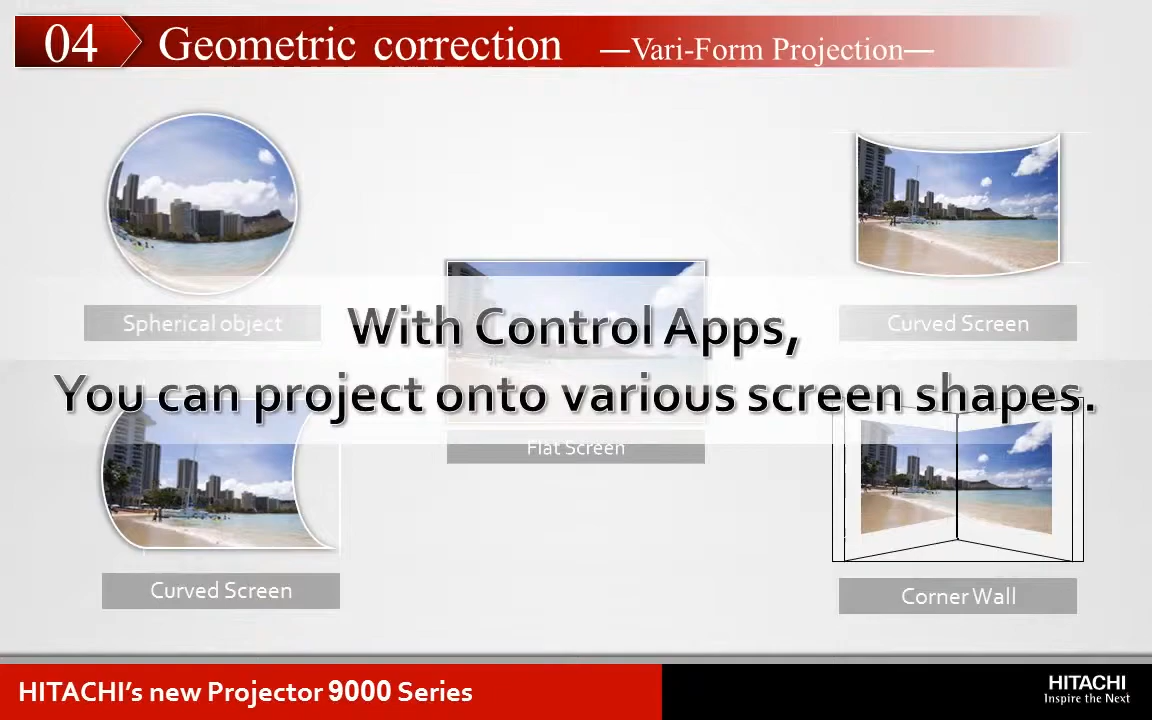 04 Geometric correction —Vari-Form Projection—
Spherical object
Curved Screen
With Control Apps,
You can project onto various screen shapes.
Flat Screen
Curved Screen
Corner Wall
HITACHI's new Projector 9000 Series
HITACHI
Inspire the Next